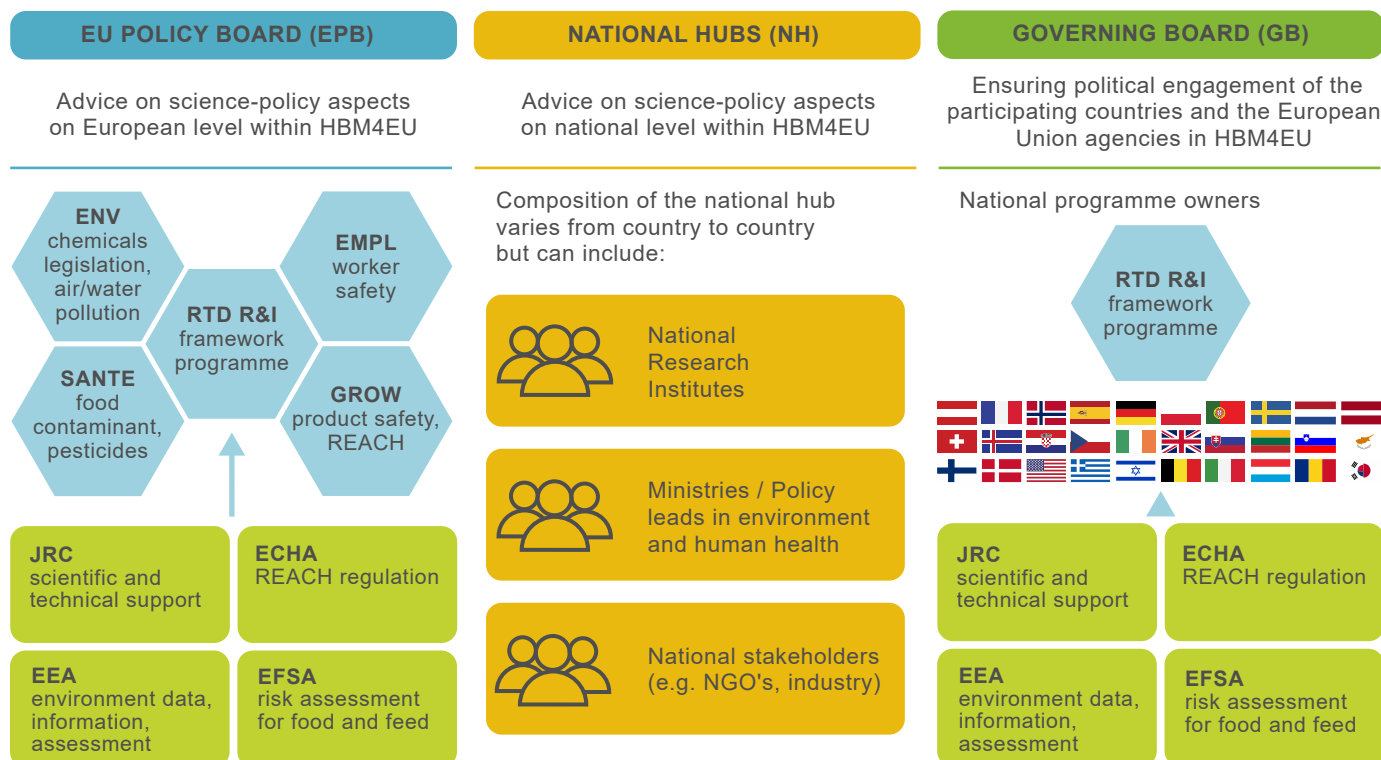 EU POLICY BOARD (EPB)
Advice on science-policy aspects
on European level within HBM4EU
ENV
chemicals
legislation,
air/water
pollution
EMPL
worker
safety
RTD R&I
framework
programme
SANTE
food
contaminant,
pesticides
GROW
product safety,
REACH
JRC
scientific and
technical support
ECHA
REACH regulation
EEA
environment data,
information,
assessment
EFSA
risk assessment
for food and feed
NATIONAL HUBS (NH)
Advice on science-policy aspects
on national level within HBM4EU
Composition of the national hub
varies from country to country
but can include:
National
Research
Institutes
Ministries / Policy
leads in environment
and human health
National stakeholders
(e.g. NGO's, industry)
GOVERNING BOARD (GB)
Ensuring political engagement of the
participating countries and the European
Union agencies in HBM4EU
National programme owners
RTD R&I
framework
programme
JRC
scientific and
technical support
ECHA
REACH regulation
EEA
environment data,
information,
assessment
EFSA
risk assessment
for food and feed